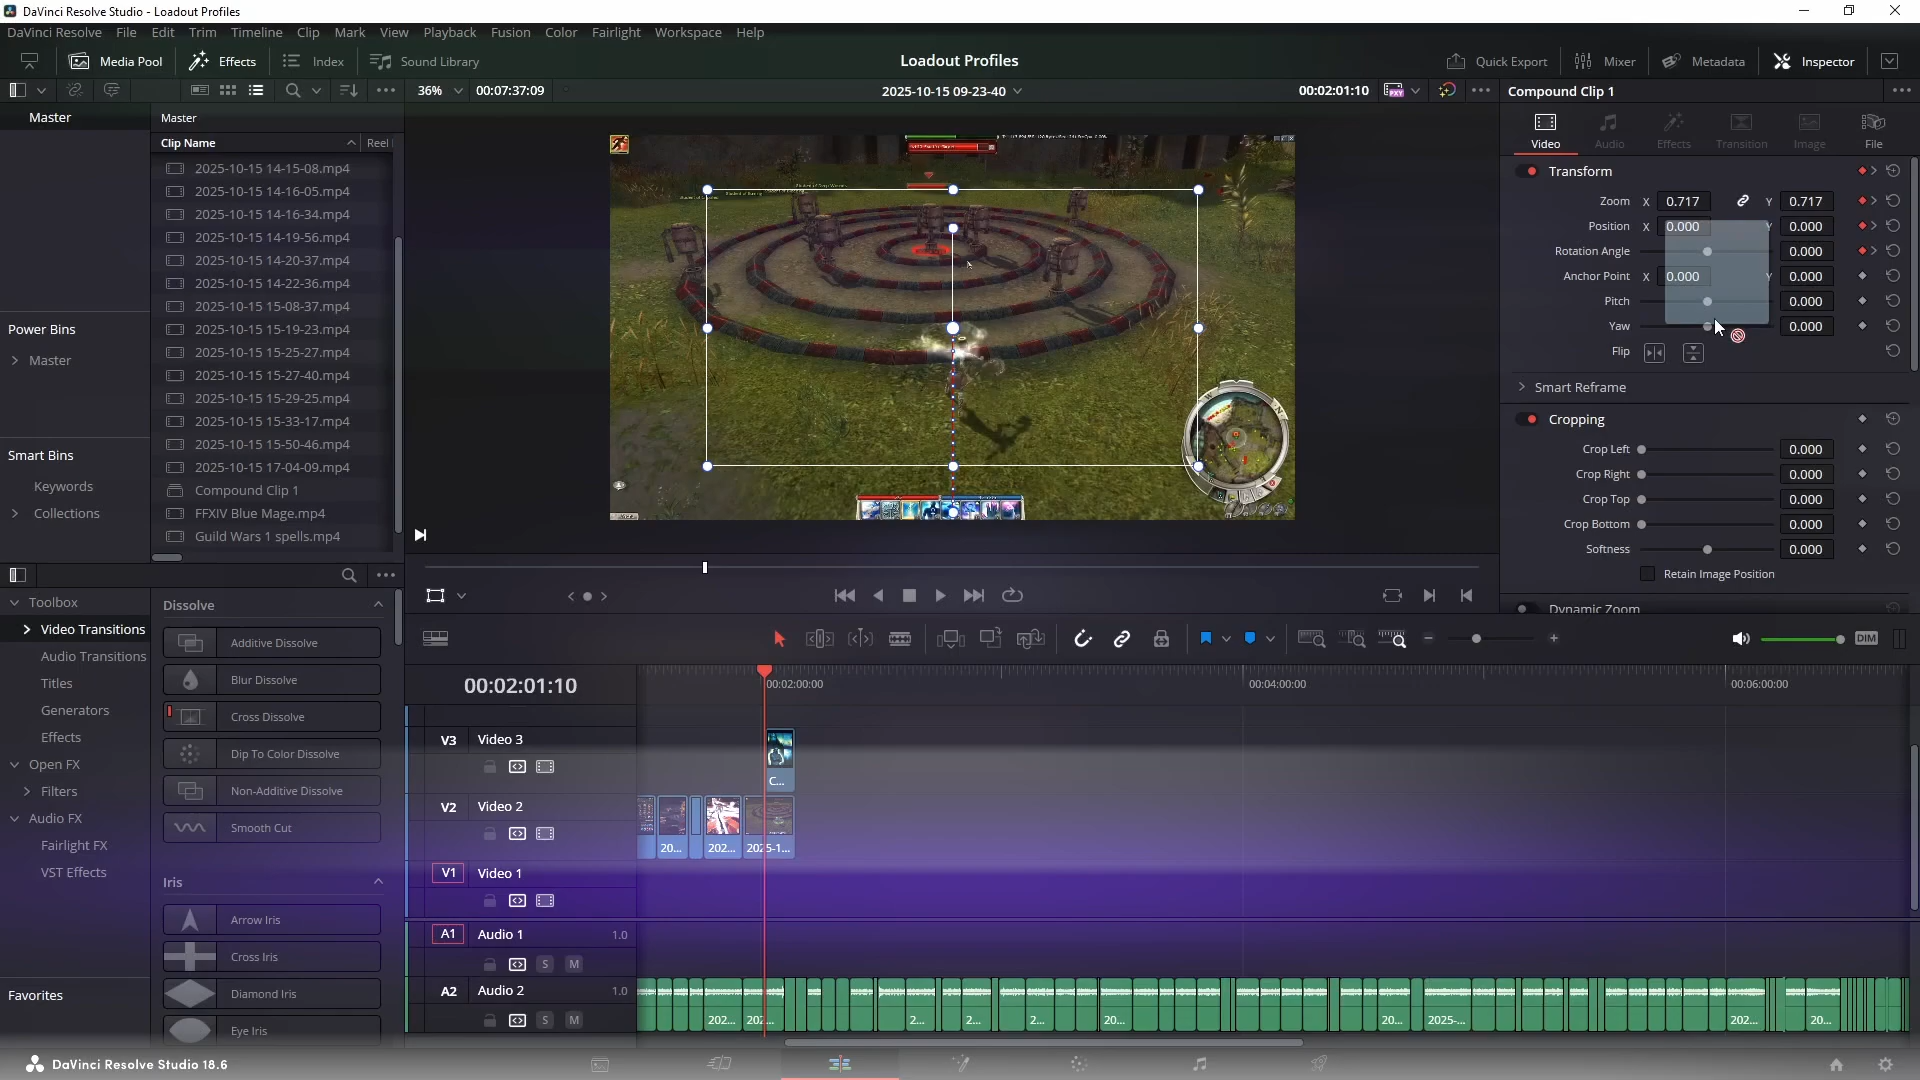 DaVinci Resolve Studio - Loadout Profiles
DaVinci Resolve File Edit Trim Timeline Clip Mark View Playback Fusion Color Fairlight Workspace Help
Media Pool Effects Index Sound Library Loadout Profiles Quick Export Mixer Metadata Inspector
36% 00:07:37:09 2025-10-15 09-23-40 00:02:01:10 Compound Clip 1
Master Master
Clip Name Reel
Video Audio Effects Transition Image File
2025-10-15 14-15-08.mp4
2025-10-15 14-16-05.mp4
2025-10-15 14-16-34.mp4
2025-10-15 14-19-56.mp4
2025-10-15 14-20-37.mp4
2025-10-15 14-22-36.mp4
2025-10-15 15-08-37.mp4
2025-10-15 15-19-23.mp4
2025-10-15 15-25-27.mp4
2025-10-15 15-27-40.mp4
2025-10-15 15-29-25.mp4
2025-10-15 15-33-17.mp4
2025-10-15 15-50-46.mp4
2025-10-15 17-04-09.mp4
Compound Clip 1
FFXIV Blue Mage.mp4
Guild Wars 1 spells.mp4
Power Bins
Master
Smart Bins
Keywords
Collections
Transform
Zoom X 0.717 Y 0.717
Position X 0.000 Y 0.000
Rotation Angle 0.000
Anchor Point X 0.000 Y 0.000
Pitch 0.000
Yaw 0.000
Flip
Smart Reframe
Cropping
Crop Left 0.000
Crop Right 0.000
Crop Top 0.000
Crop Bottom 0.000
Softness 0.000
Retain Image Position
Dynamic Zoom
Toolbox
Video Transitions
Audio Transitions
Titles
Generators
Effects
Open FX
Filters
Audio FX
Fairlight FX
VST Effects
Favorites
Dissolve
Additive Dissolve
Blur Dissolve
Cross Dissolve
Dip To Color Dissolve
Non-Additive Dissolve
Smooth Cut
Iris
Arrow Iris
Cross Iris
Diamond Iris
Eye Iris
DIM
00:02:01:10 00:02:00:00 00:04:00:00 00:06:00:00
V3 Video 3
C...
V2 Video 2
20... 202... 2025-1...
V1 Video 1
A1 Audio 1 1.0
S M
A2 Audio 2 1.0
S M 202... 202... 2... 2... 2... 20... 20... 2025-... 202... 20...
DaVinci Resolve Studio 18.6